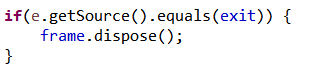 if(e.getSource().equals(exit)) {
    frame.dispose();
}